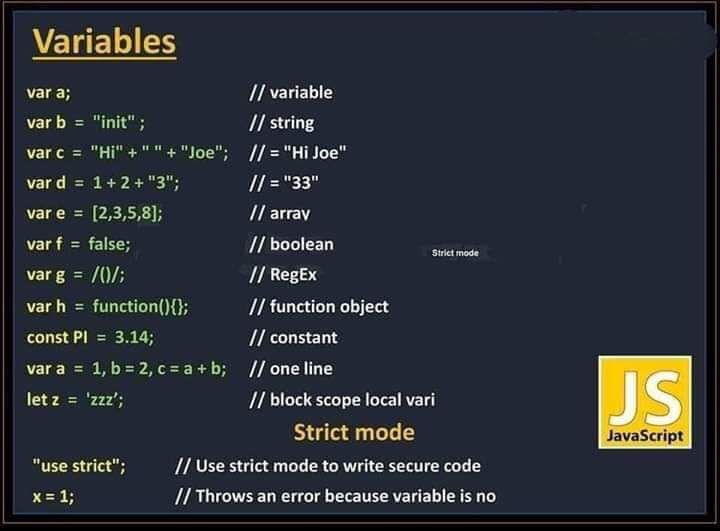 Variables
var a; // variable
var b = "init" ; // string
var c = "Hi" + " " + "Joe"; // = "Hi Joe"
var d = 1 + 2 + "3"; // = "33"
var e = [2,3,5,8]; // array
var f = false; // boolean
Strict mode
var g = /()/; // RegEx
var h = function(){}; // function object
const PI = 3.14; // constant
var a = 1, b = 2, c = a + b; // one line
let z = 'zzz’; // block scope local vari
JS
JavaScript
Strict mode
"use strict"; // Use strict mode to write secure code
x = 1; // Throws an error because variable is no